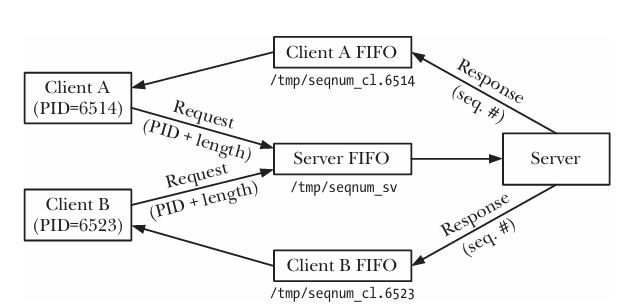 Client A FIFO
/tmp/seqnum_cl.6514
Client A
(PID=6514)
Response
(seq. #)
Request
(PID + length)
Server FIFO
/tmp/seqnum_sv
Server
Request
(PID + length)
Client B
(PID=6523)
Response
(seq. #)
Client B FIFO
/tmp/seqnum_cl.6523